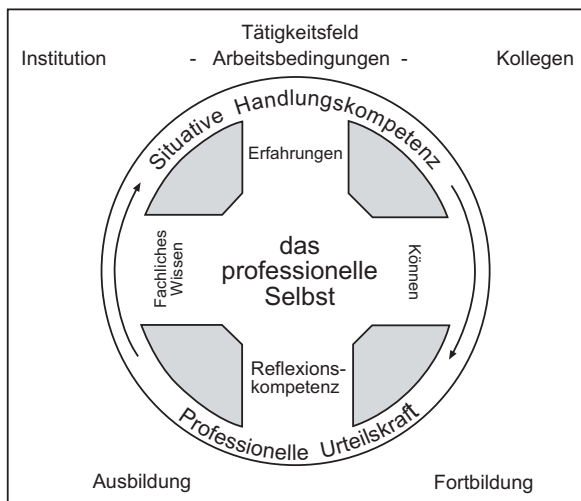 Tätigkeitsfeld
Institution - Arbeitsbedingungen - Kollegen
Situative Handlungskompetenz
Erfahrungen
Fachliches
Wissen
das
professionelle
Selbst
Können
Reflexions-
kompetenz
Professionelle Urteilskraft
Ausbildung Fortbildung